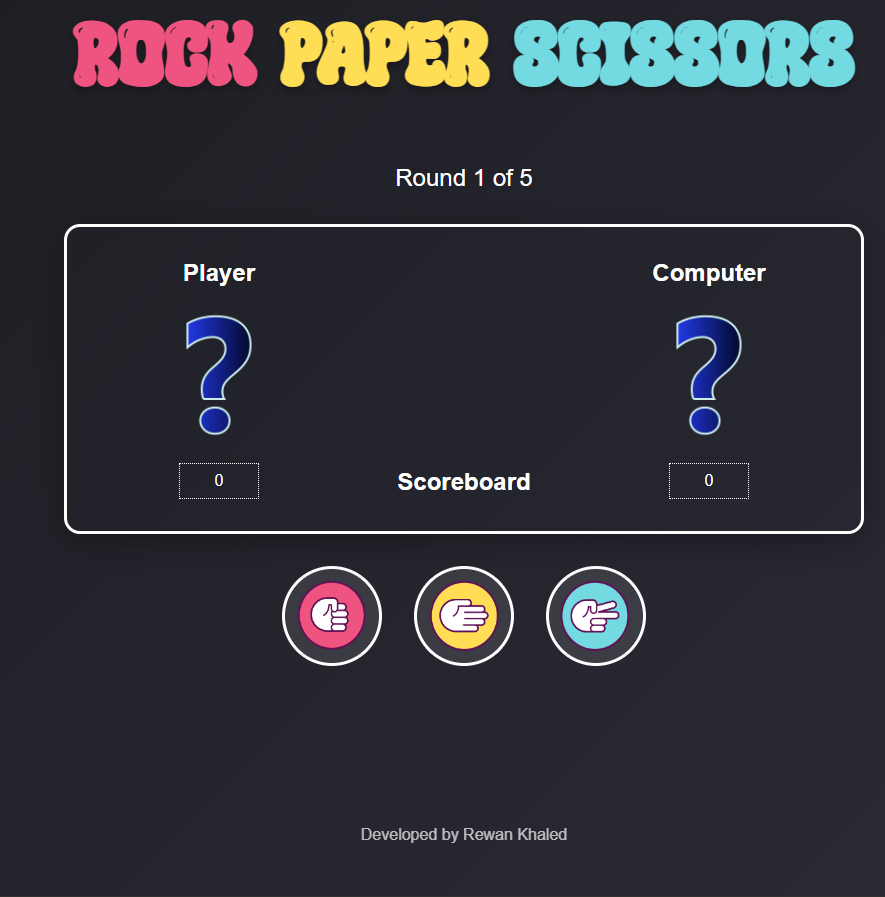 ROCK PAPER SCISSORS
Round 1 of 5
Player Computer
? ?
0 Scoreboard 0
Developed by Rewan Khaled